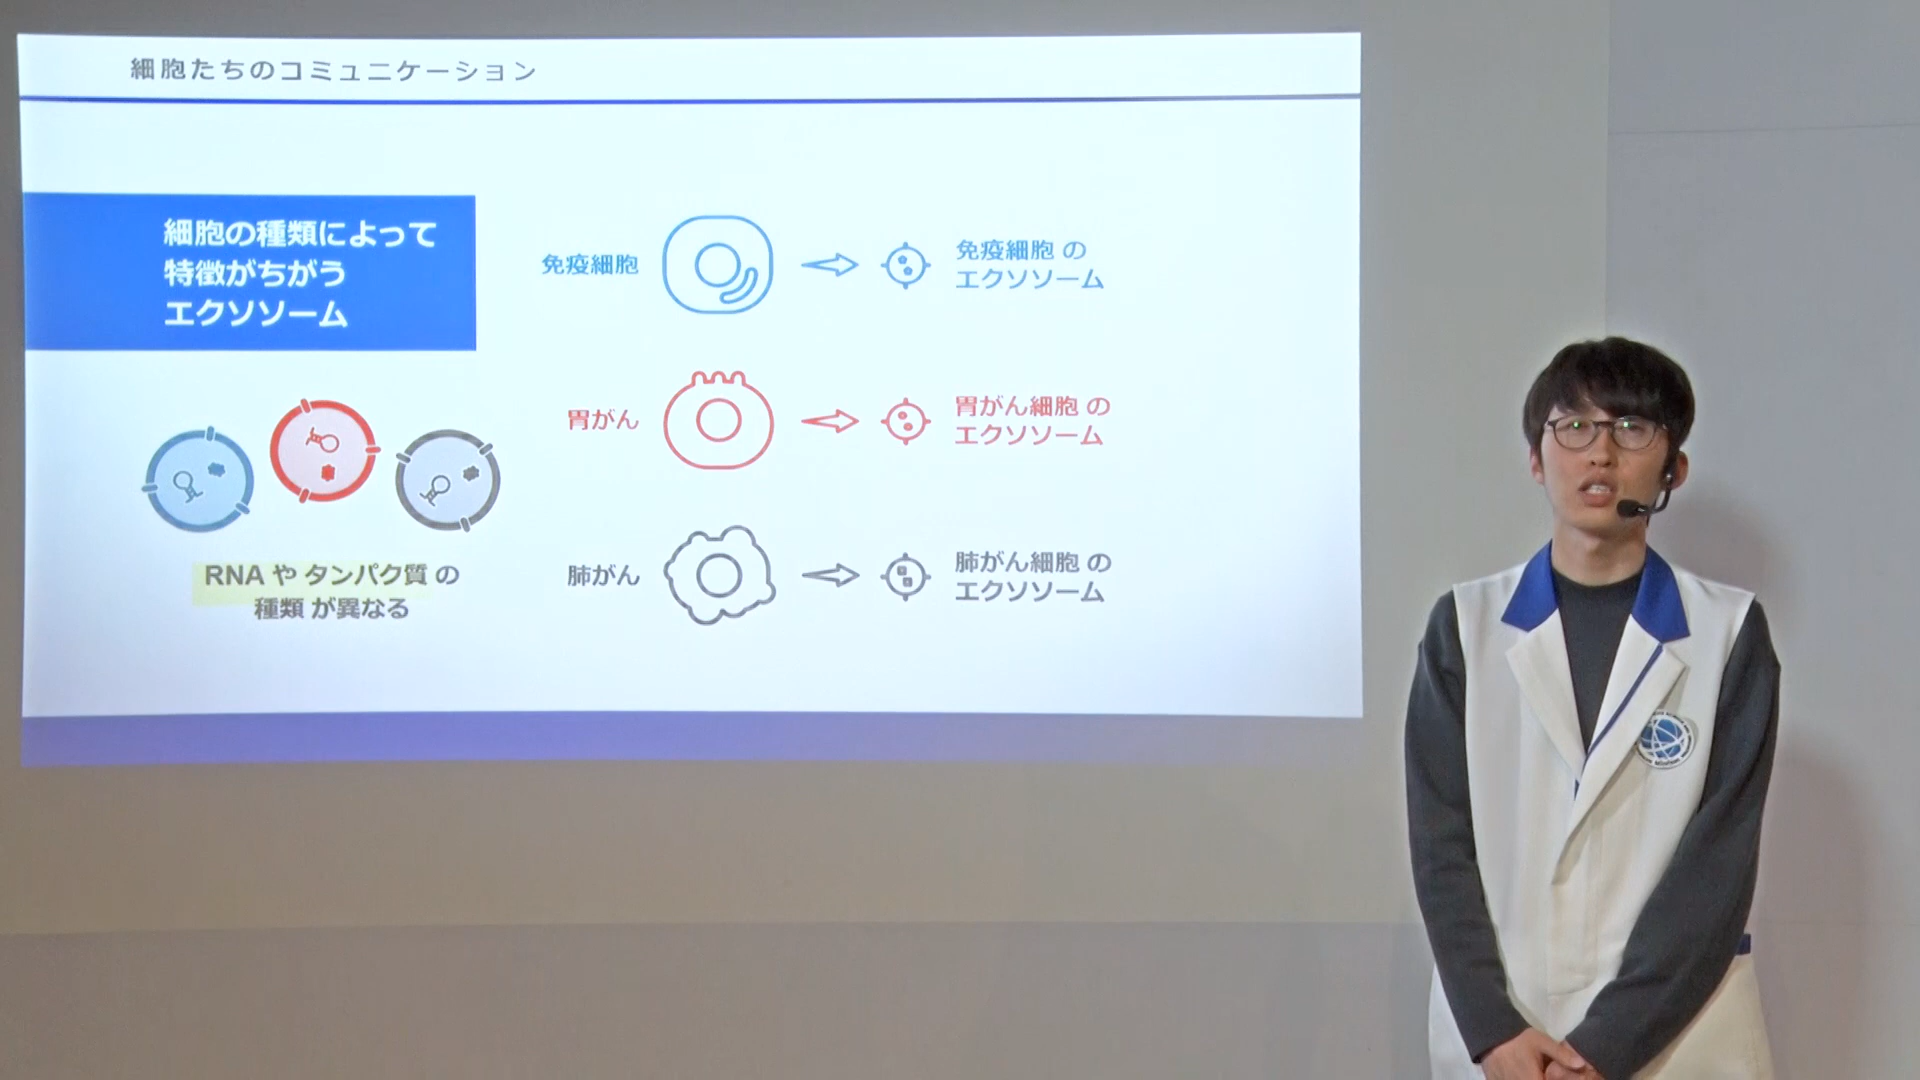 細胞たちのコミュニケーション
細胞の種類によって
特徴がちがう
エクソソーム
RNA や タンパク質 の
種類 が異なる
免疫細胞
免疫細胞 の
エクソソーム
胃がん
胃がん細胞 の
エクソソーム
肺がん
肺がん細胞 の
エクソソーム